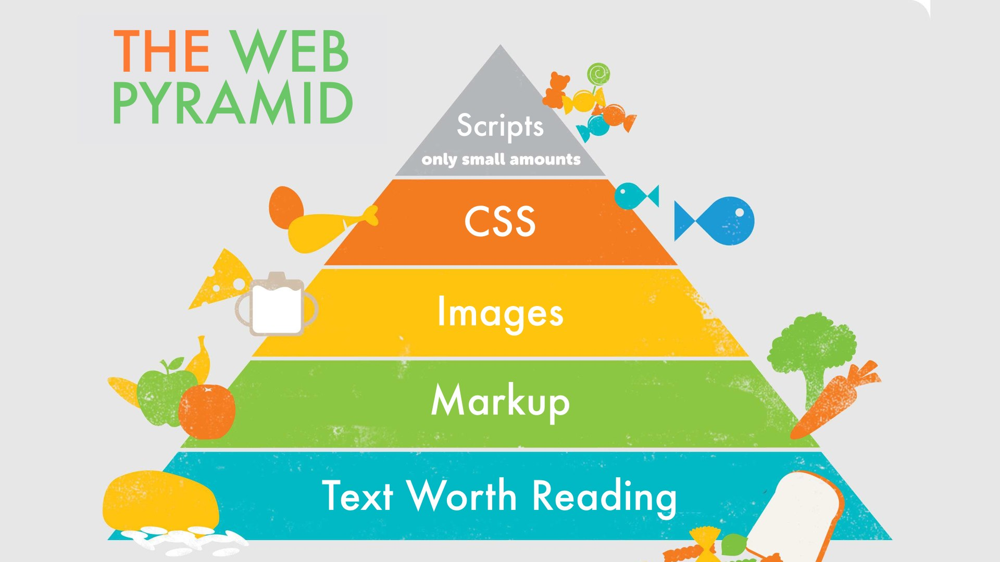 THE WEB
PYRAMID
Scripts
only small amounts
CSS
Images
Markup
Text Worth Reading